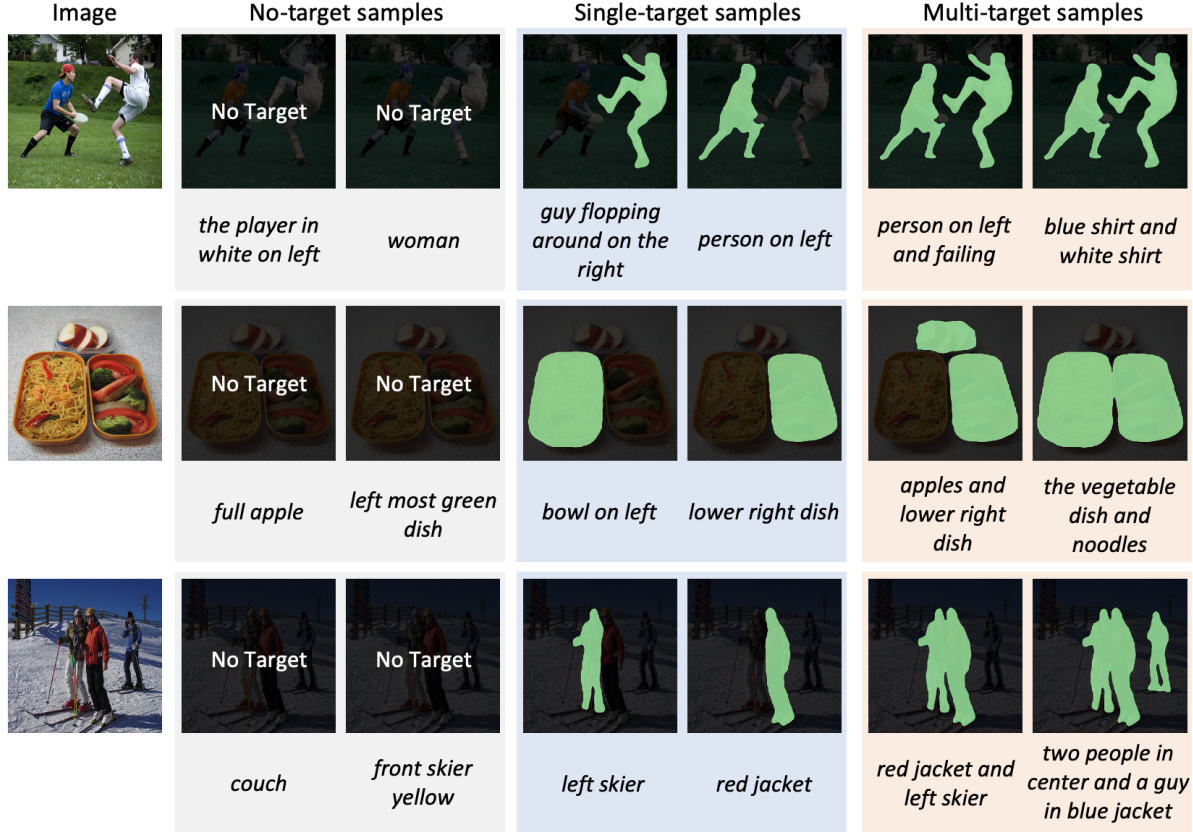 Image
No-target samples
Single-target samples
Multi-target samples
No Target
No Target
the player in
white on left
woman
guy flopping
around on the
right
person on left
person on left
and failing
blue shirt and
white shirt
No Target
No Target
full apple
left most green
dish
bowl on left
lower right dish
apples and
lower right
dish
the vegetable
dish and
noodles
No Target
No Target
couch
front skier
yellow
left skier
red jacket
red jacket and
left skier
two people in
center and a guy
in blue jacket